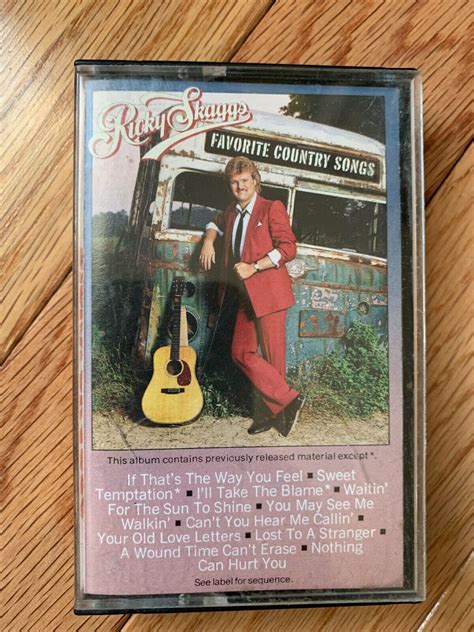 Ricky Skaggs
FAVORITE COUNTRY SONGS
This album contains previously released material except *.
If That's The Way You Feel ■ Sweet
Temptation* ■ I'll Take The Blame* ■ Waitin'
For The Sun To Shine ■ You May See Me
Walkin' ■ Can't You Hear Me Callin' ■
Your Old Love Letters ■ Lost To A Stranger ■
A Wound Time Can't Erase ■ Nothing
Can Hurt You
See label for sequence.